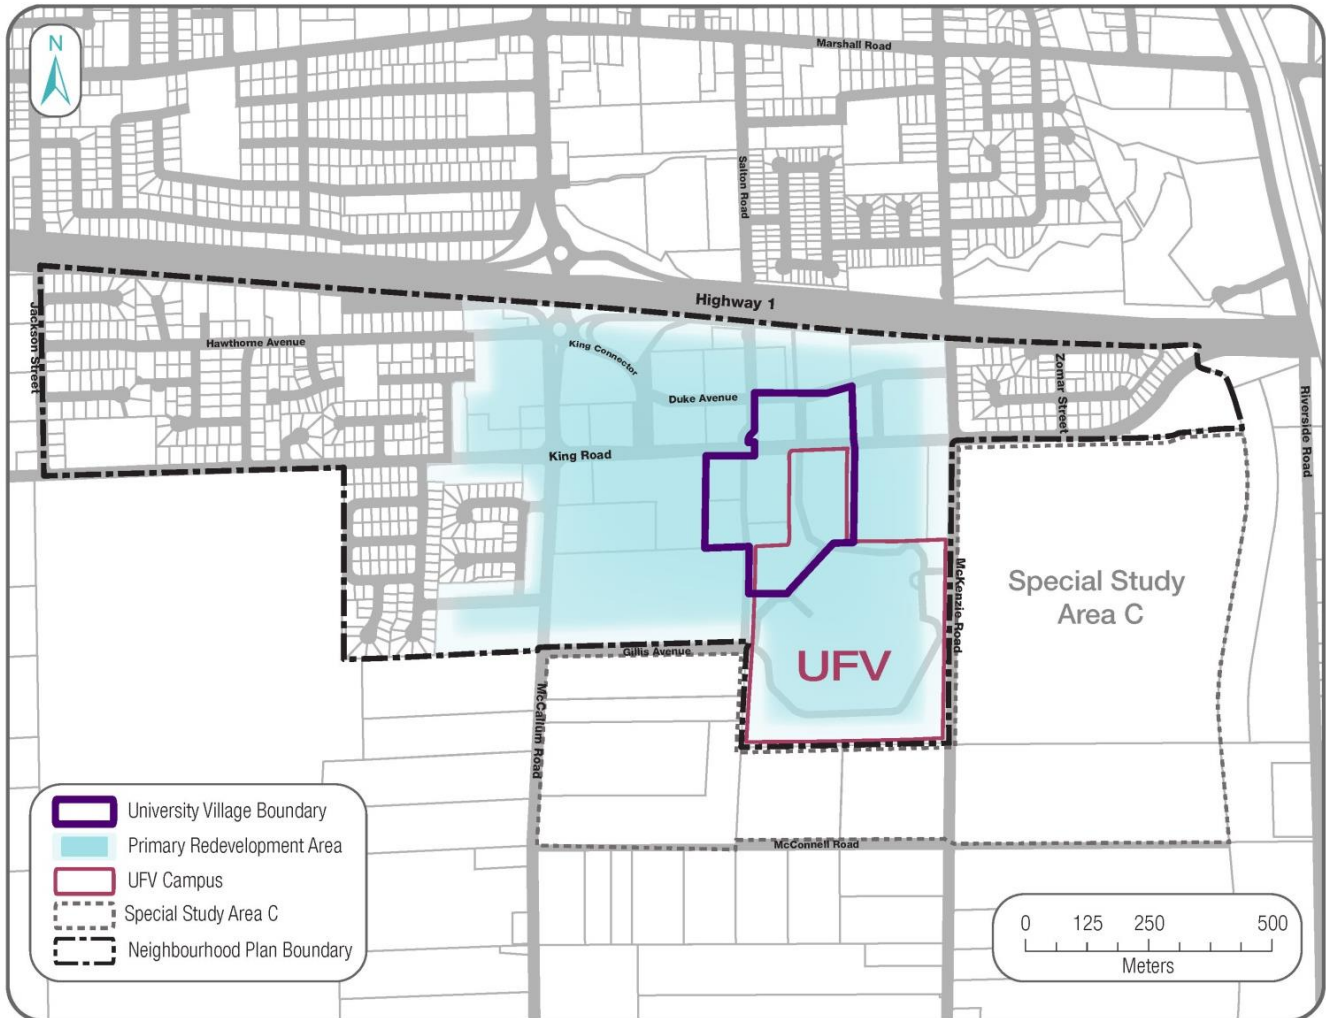 N
Marshall Road
Salton Road
Highway 1
Jackson Street
Hawthorne Avenue
King Connector
Zomar Street
Riverside Road
Duke Avenue
King Road
McKenzie Road
Special Study
Area C
Gillis Avenue
UFV
McCallum Road
McConnell Road
University Village Boundary
Primary Redevelopment Area
UFV Campus
Special Study Area C
Neighbourhood Plan Boundary
0 125 250 500
Meters